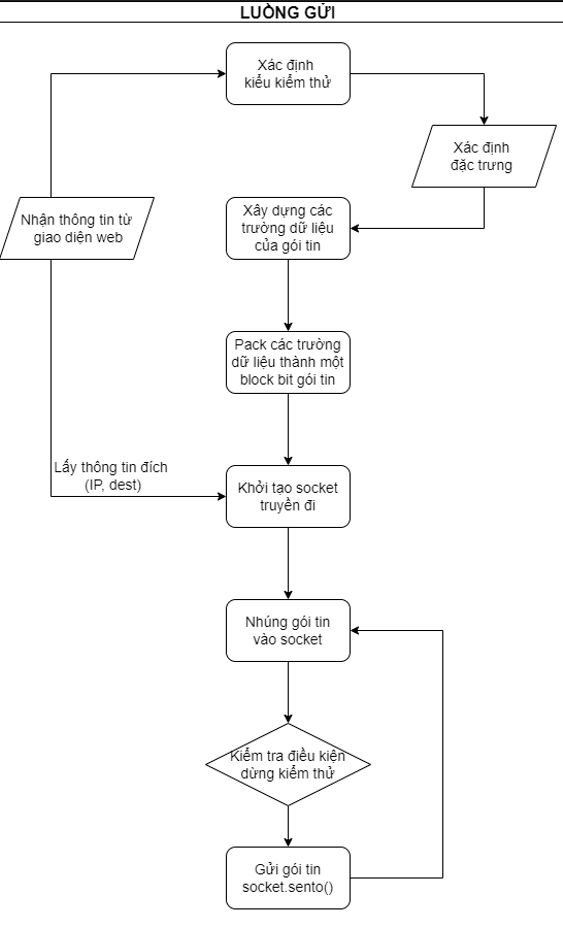 LUỒNG GỬI
Xác định
kiểu kiểm thử
Xác định
đặc trưng
Nhận thông tin từ
giao diện web
Xây dựng các
trường dữ liệu
của gói tin
Pack các trường
dữ liệu thành một
block bit gói tin
Lấy thông tin đích
(IP, dest)
Khởi tạo socket
truyền đi
Nhúng gói tin
vào socket
Kiểm tra điều kiện
dừng kiểm thử
Gửi gói tin
socket.sento()